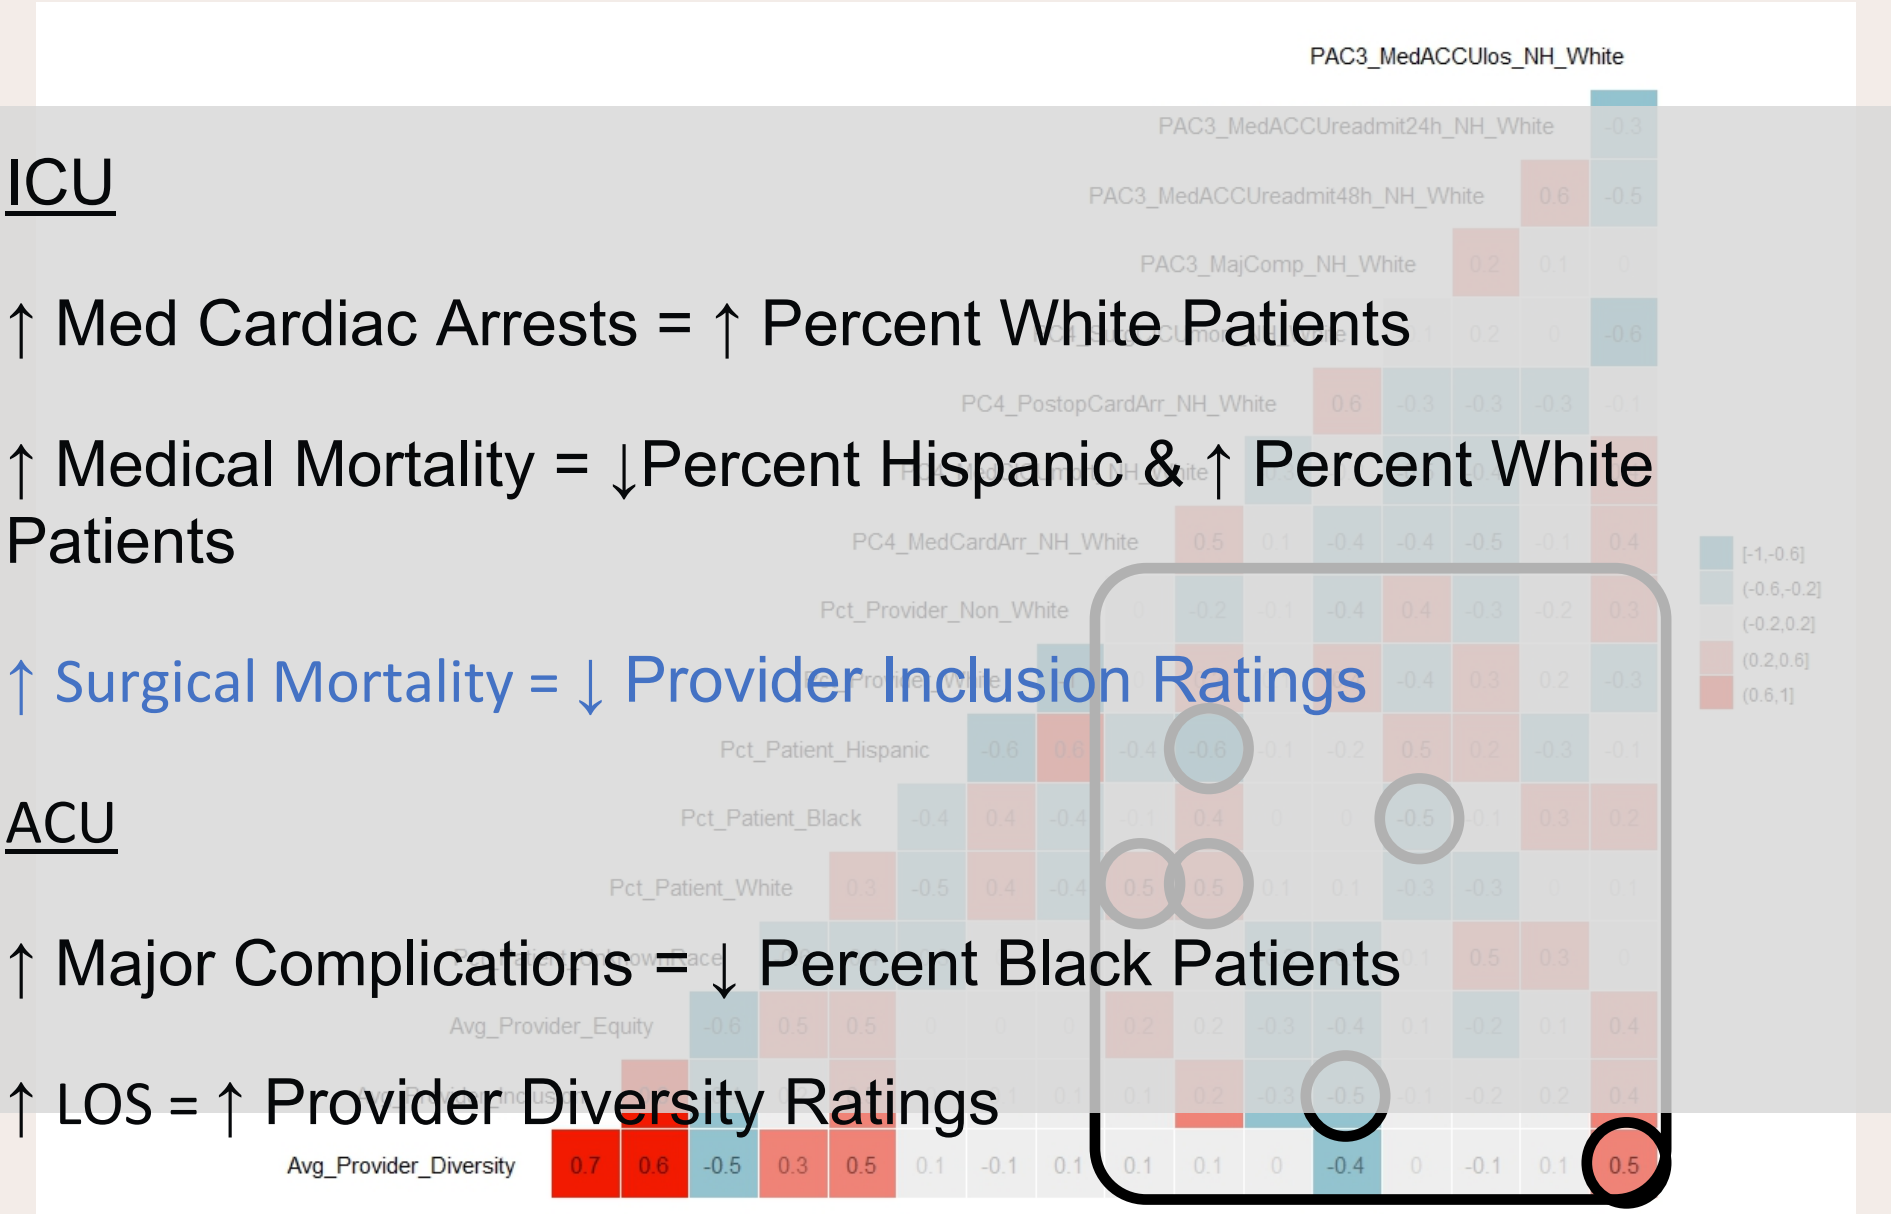 PAC3_MedACCUlos_NH_White
PAC3_MedACCUreadmit24h_NH_White -0.3
ICU
PAC3_MedACCUreadmit48h_NH_White 0.6 -0.5
PAC3_MajComp_NH_White 0.2 0.1 0
↑ Med Cardiac Arrests = ↑ Percent White Patients
0.2 0 -0.6
PC4_PostopCardArr_NH_White 0.6 -0.3 -0.3 -0.3 -0.1
↑ Medical Mortality = ↓Percent Hispanic & ↑ Percent White
Patients
PC4_MedCardArr_NH_White 0.5 0.1 -0.4 -0.4 -0.5 -0.1 0.4
[-1,-0.6]
(-0.6,-0.2]
(-0.2,0.2]
(0.2,0.6]
(0.6,1]
Pct_Provider_Non_White 0 -0.2 -0.1 -0.4 0.4 -0.3 -0.2 0.3
↑ Surgical Mortality = ↓ Provider Inclusion Ratings
-0.4 0.3 0.2 -0.3
Pct_Patient_Hispanic -0.6 0.6 -0.4 -0.6 -0.1 -0.2 0.5 0.2 -0.3 -0.1
ACU
Pct_Patient_Black -0.4 0.4 -0.4 -0.1 0.4 0 0 -0.5 -0.1 0.3 0.2
Pct_Patient_White 0.3 -0.5 0.4 -0.4 0.5 0.5 0.1 0.1 -0.3 -0.3 0 0.1
↑ Major Complications = ↓ Percent Black Patients
0.1 0.5 0.3 0
Avg_Provider_Equity -0.6 0.5 0.5 0 0 0 0.2 0.2 -0.3 -0.4 0.1 -0.2 0.1 0.4
↑ LOS = ↑ Provider Diversity Ratings
0.1 0.1 0.2 -0.3 -0.5 -0.1 -0.2 0.2 0.4
Avg_Provider_Diversity 0.7 0.6 -0.5 0.3 0.5 0.1 -0.1 0.1 0.1 0.1 0 -0.4 0 -0.1 0.1 0.5